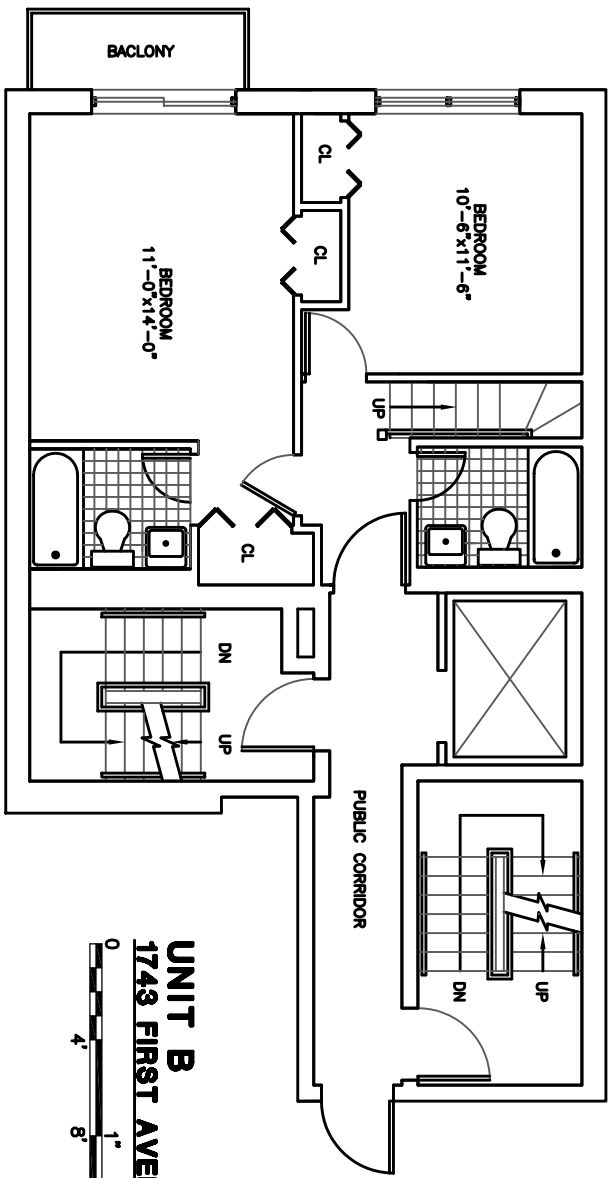 BACLONY
CL
CL
BEDROOM
10'-6"x11'-6"
BEDROOM
11'-0"x14'-0"
UP
CL
DN
UP
PUBLIC CORRIDOR
UP
DN
UNIT B
1743 FIRST
0 4' 8'
1"